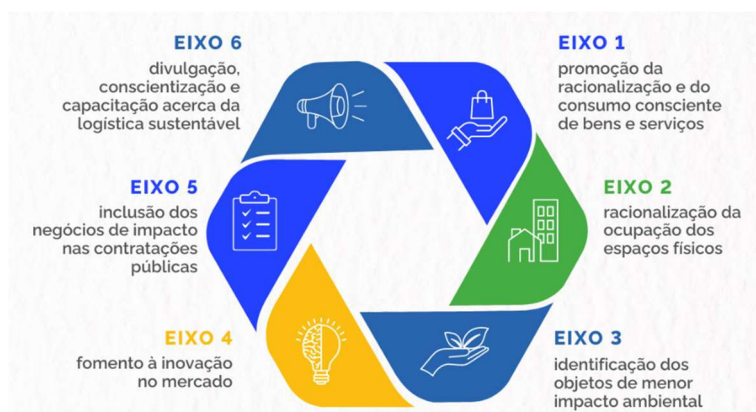 EIXO 1
promoção da
racionalização e do
consumo consciente
de bens e serviços
EIXO 2
racionalização da
ocupação dos
espaços físicos
EIXO 3
identificação dos
objetos de menor
impacto ambiental
EIXO 4
fomento à inovação
no mercado
EIXO 5
inclusão dos
negócios de impacto
nas contratações
públicas
EIXO 6
divulgação,
conscientização e
capacitação acerca da
logística sustentável